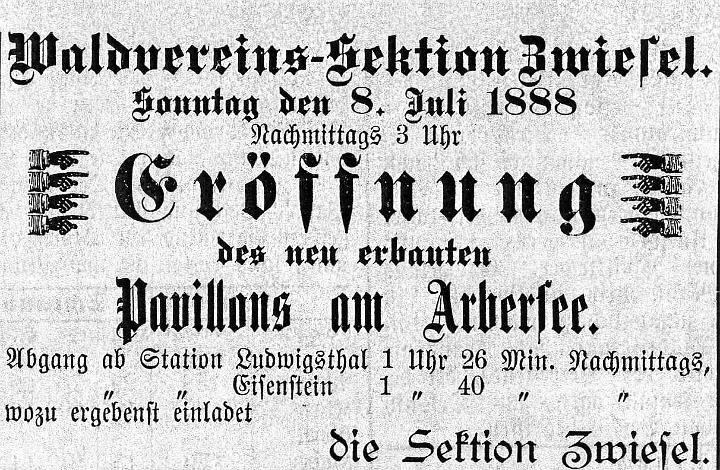 Waldvereins-Sektion Zwiesel.
Sonntag den 8. Juli 1888
Nachmittags 3 Uhr
Eröffnung
des neu erbauten
Pavillons am Arbersee.
Abgang ab Station Ludwigsthal 1 Uhr 26 Min. Nachmittags,
„ „ Eisenstein 1 „ 40 „ „
wozu ergebenst einladet
die Sektion Zwiesel.